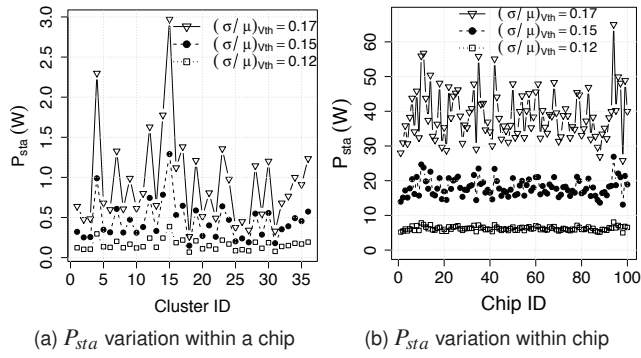 (σ/μ)Vth = 0.17
(σ/μ)Vth = 0.15
(σ/μ)Vth = 0.12
Psta (W)
3.0
2.5
2.0
1.5
1.0
0.5
0.0
0 5 10 15 20 25 30 35
Cluster ID
(a) Psta variation within a chip
(σ/μ)Vth = 0.17
(σ/μ)Vth = 0.15
(σ/μ)Vth = 0.12
Psta (W)
60
50
40
30
20
10
0
0 20 40 60 80 100
Chip ID
(b) Psta variation within chip